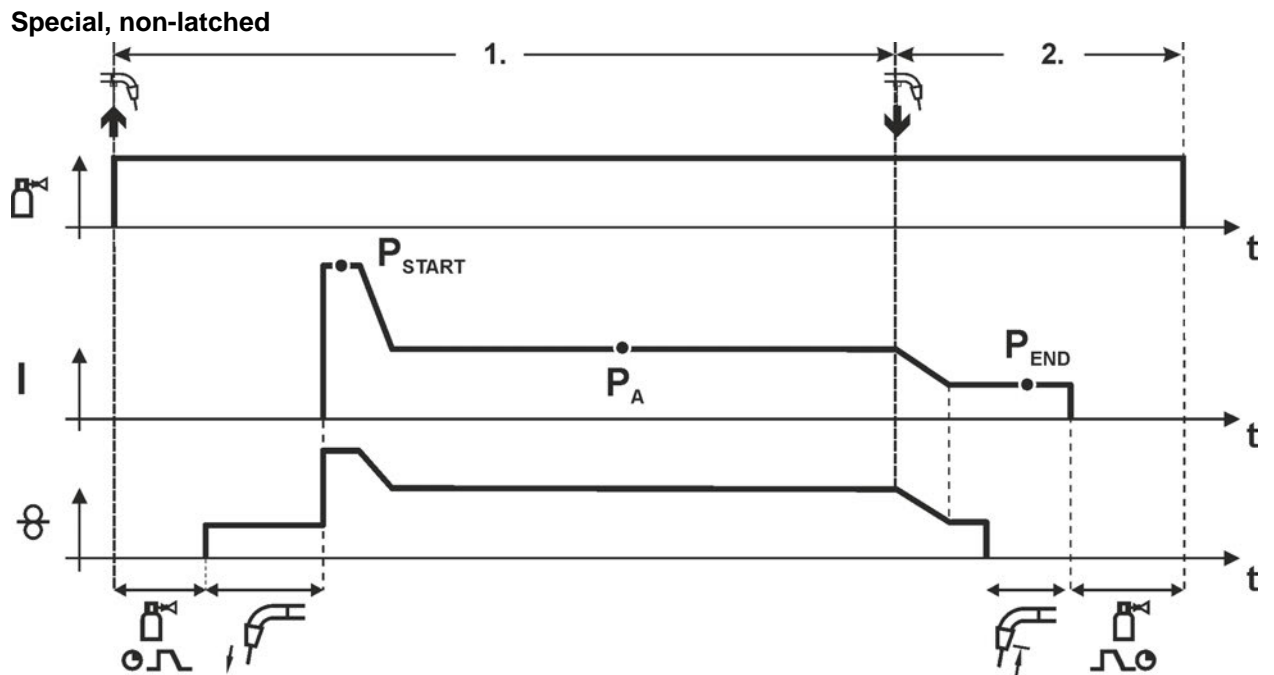 Special, non-latched
1. 2.
t
P START
P END
I
P A
t
t